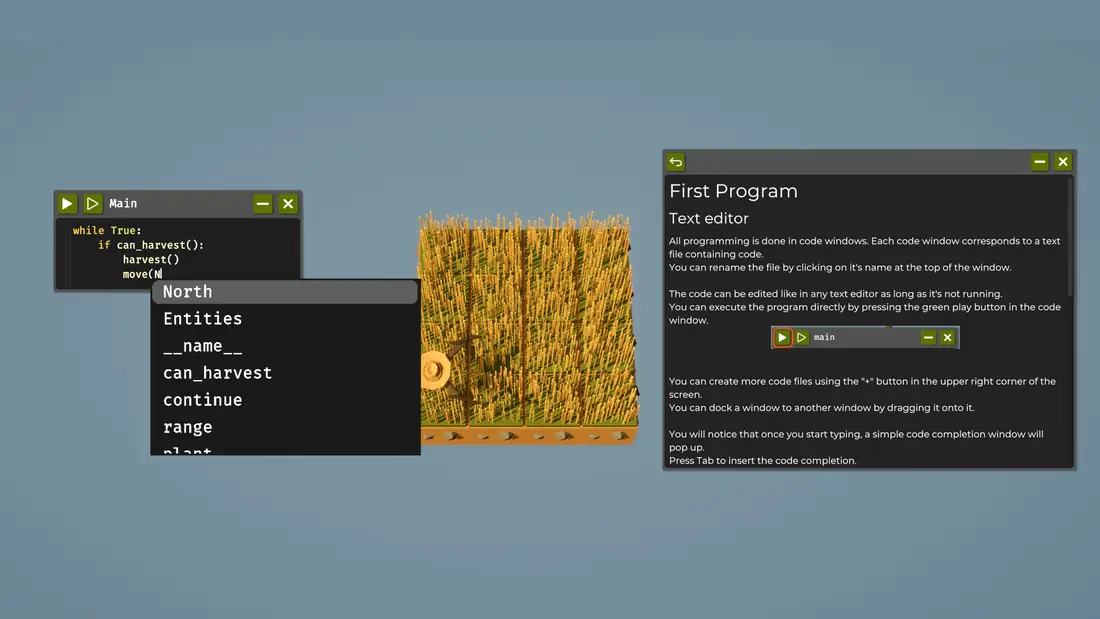 Main
while True:
if can_harvest():
harvest()
move(N
North
Entities
__name__
can_harvest
continue
range
plant
First Program
Text editor
All programming is done in code windows. Each code window corresponds to a text
file containing code.
You can rename the file by clicking on it's name at the top of the window.
The code can be edited like in any text editor as long as it's not running.
You can execute the program directly by pressing the green play button in the code
window.
main
You can create more code files using the "+" button in the upper right corner of the
screen.
You can dock a window to another window by dragging it onto it.
You will notice that once you start typing, a simple code completion window will
pop up.
Press Tab to insert the code completion.